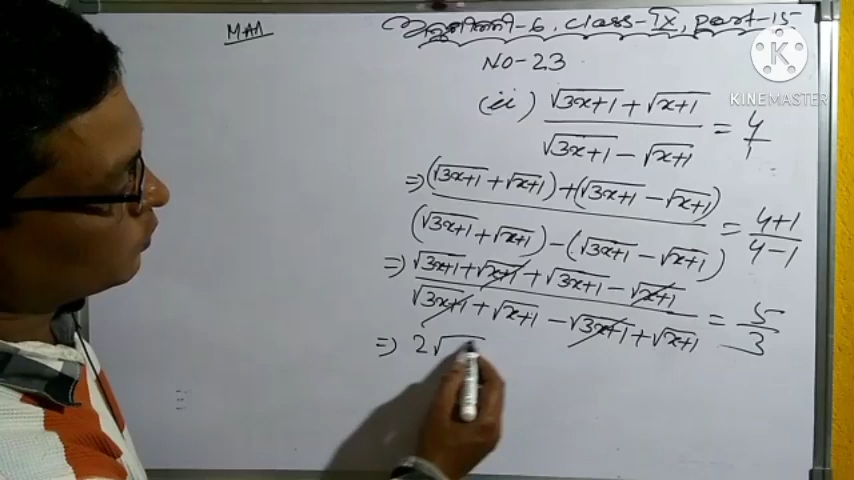 MAM
অনুশীলনী-6, class-IX, part-15
NO-23
KINEMASTER
(ii) (√(3x+1) + √(x+1)) / (√(3x+1) - √(x+1)) = 4/1
⇒ ((√(3x+1) + √(x+1)) + (√(3x+1) - √(x+1))) / ((√(3x+1) + √(x+1)) - (√(3x+1) - √(x+1))) = (4+1)/(4-1)
⇒ (√(3x+1) + √(x+1) + √(3x+1) - √(x+1)) / (√(3x+1) + √(x+1) - √(3x+1) + √(x+1)) = 5/3
⇒ 2√